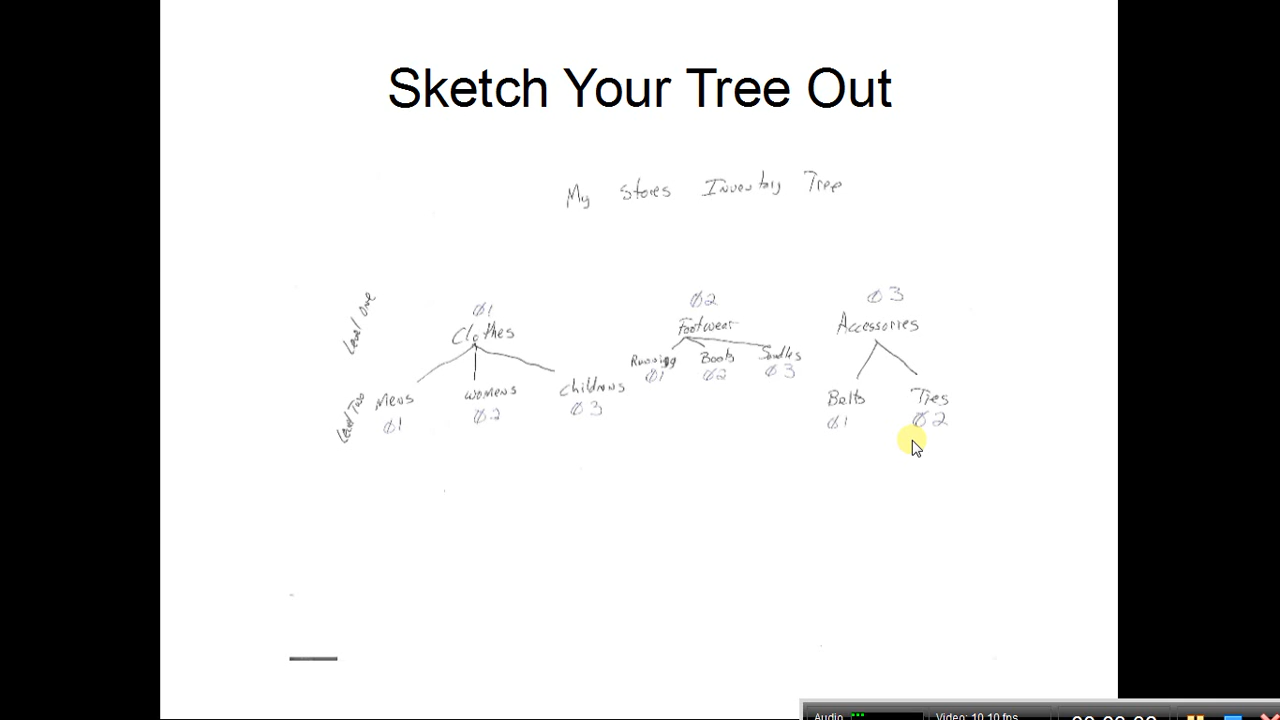 Sketch Your Tree Out
My Stores Inventory Tree
Level One
01
Clothes
02
Footwear
03
Accessories
Level Two
Mens
01
Womens
02
Childrens
03
Running
01
Boots
02
Sandles
03
Belts
01
Ties
02
Audio
Video: 10.10 fps